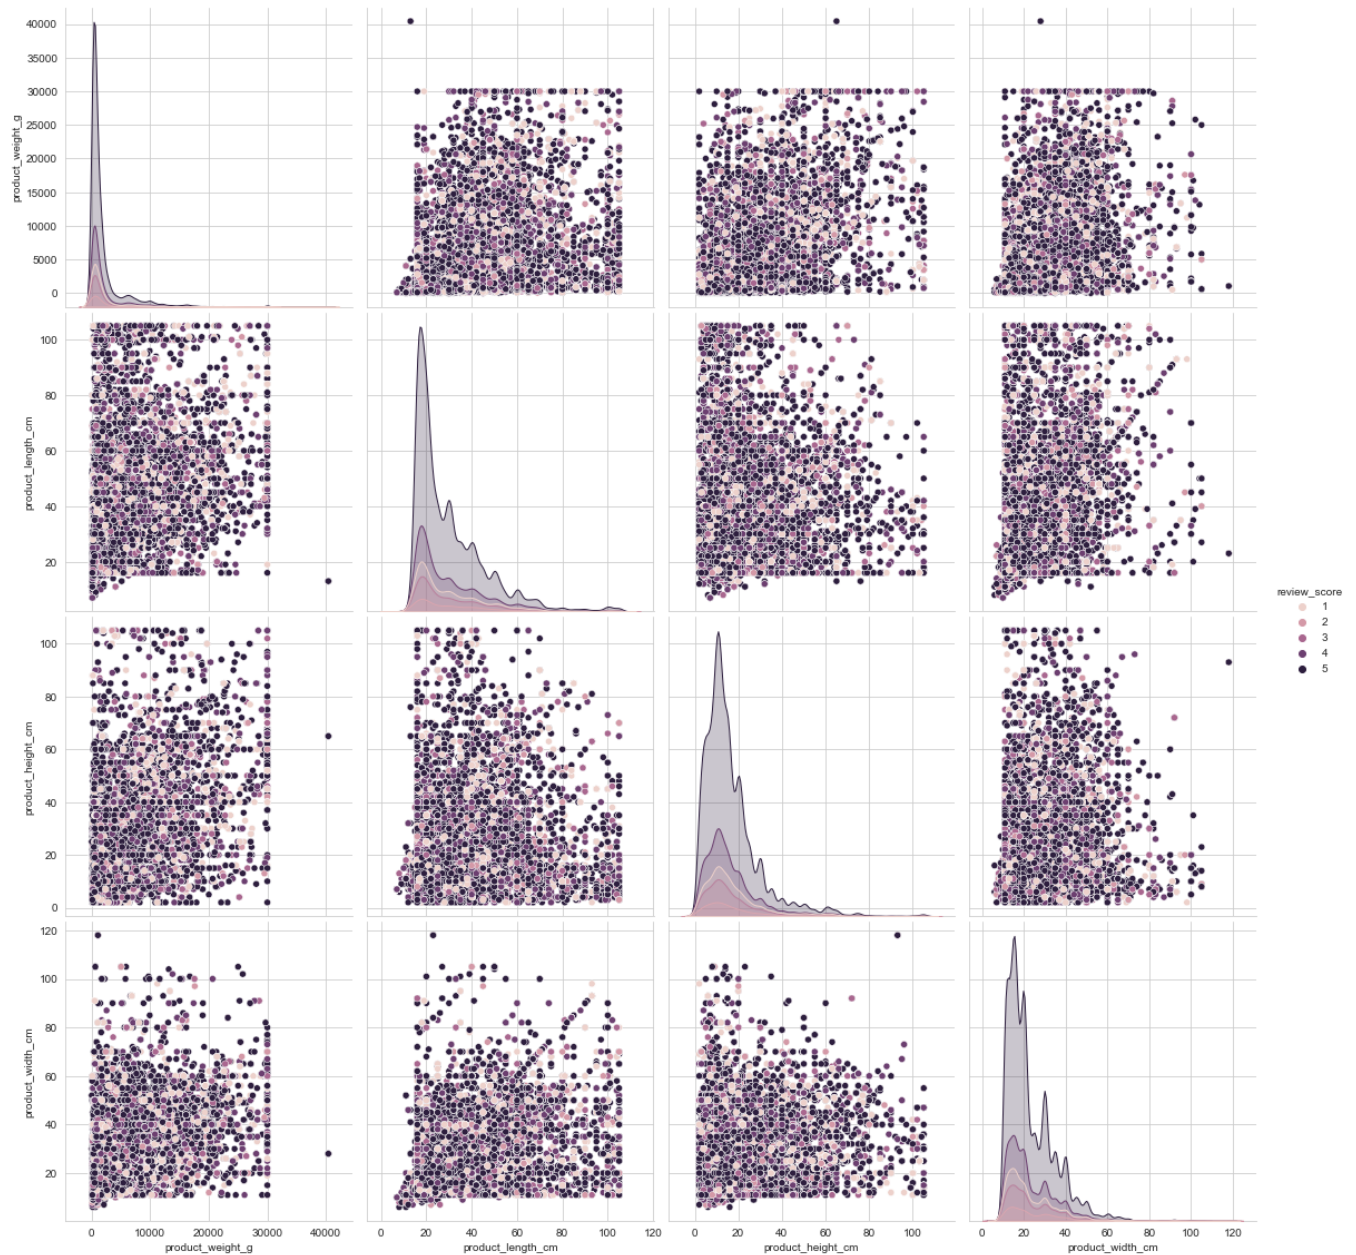 40000
35000
30000
25000
20000
15000
10000
5000
0
product_weight_g
100
80
60
40
20
product_length_cm
100
80
60
40
20
0
product_height_cm
120
100
80
60
40
20
product_width_cm
0 10000 20000 30000 40000
product_weight_g
0 20 40 60 80 100 120
product_length_cm
0 20 40 60 80 100
product_height_cm
0 20 40 60 80 100 120
product_width_cm
review_score
1
2
3
4
5